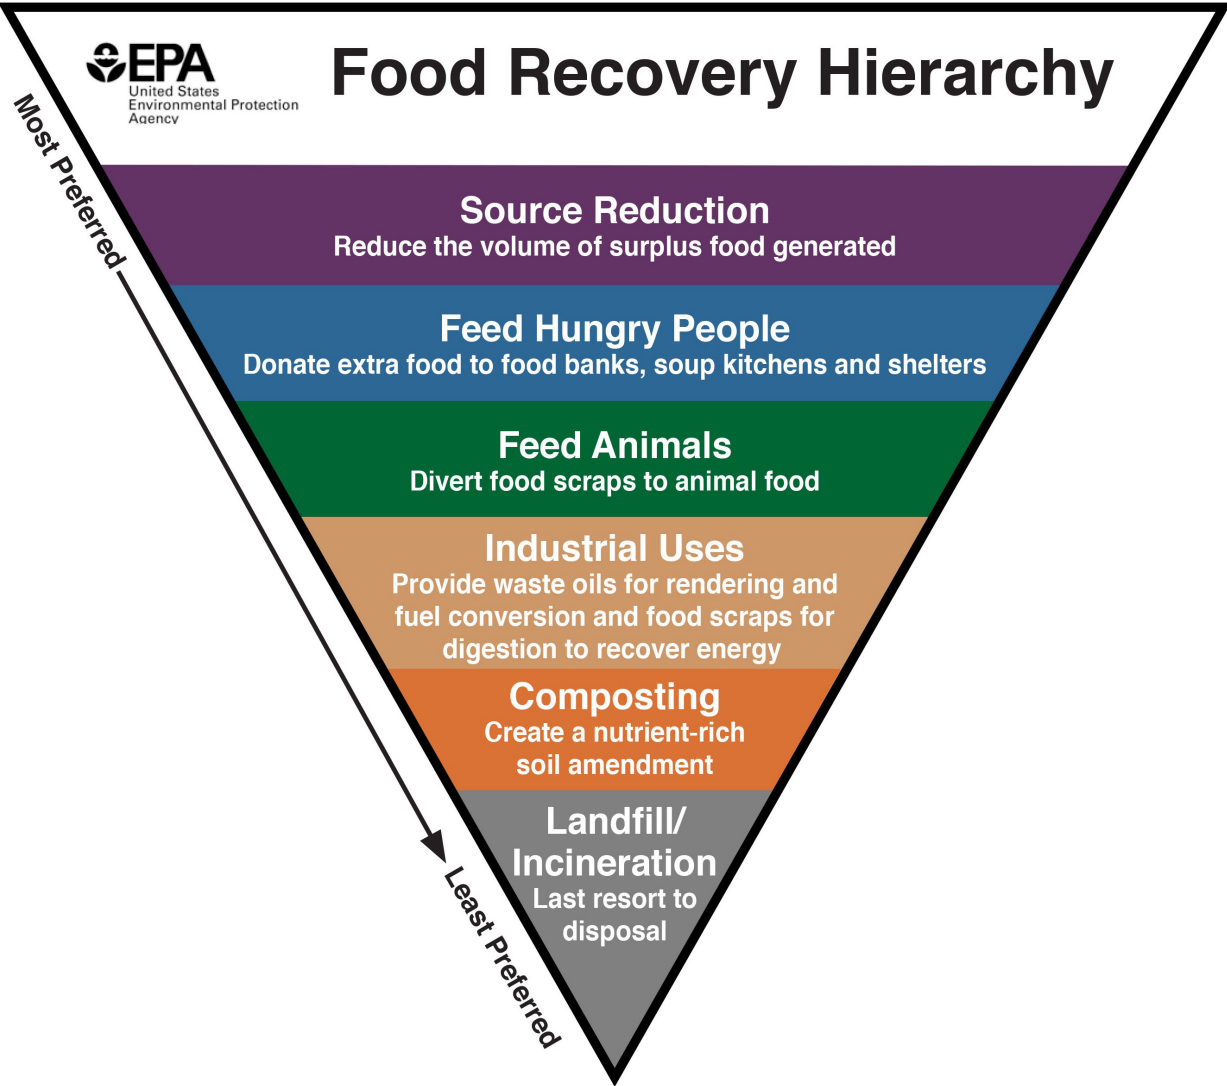 EPA
United States
Environmental Protection
Agency
Food Recovery Hierarchy
Most Preferred
Source Reduction
Reduce the volume of surplus food generated
Feed Hungry People
Donate extra food to food banks, soup kitchens and shelters
Feed Animals
Divert food scraps to animal food
Industrial Uses
Provide waste oils for rendering and
fuel conversion and food scraps for
digestion to recover energy
Composting
Create a nutrient-rich
soil amendment
Landfill/
Incineration
Last resort to
disposal
Least Preferred